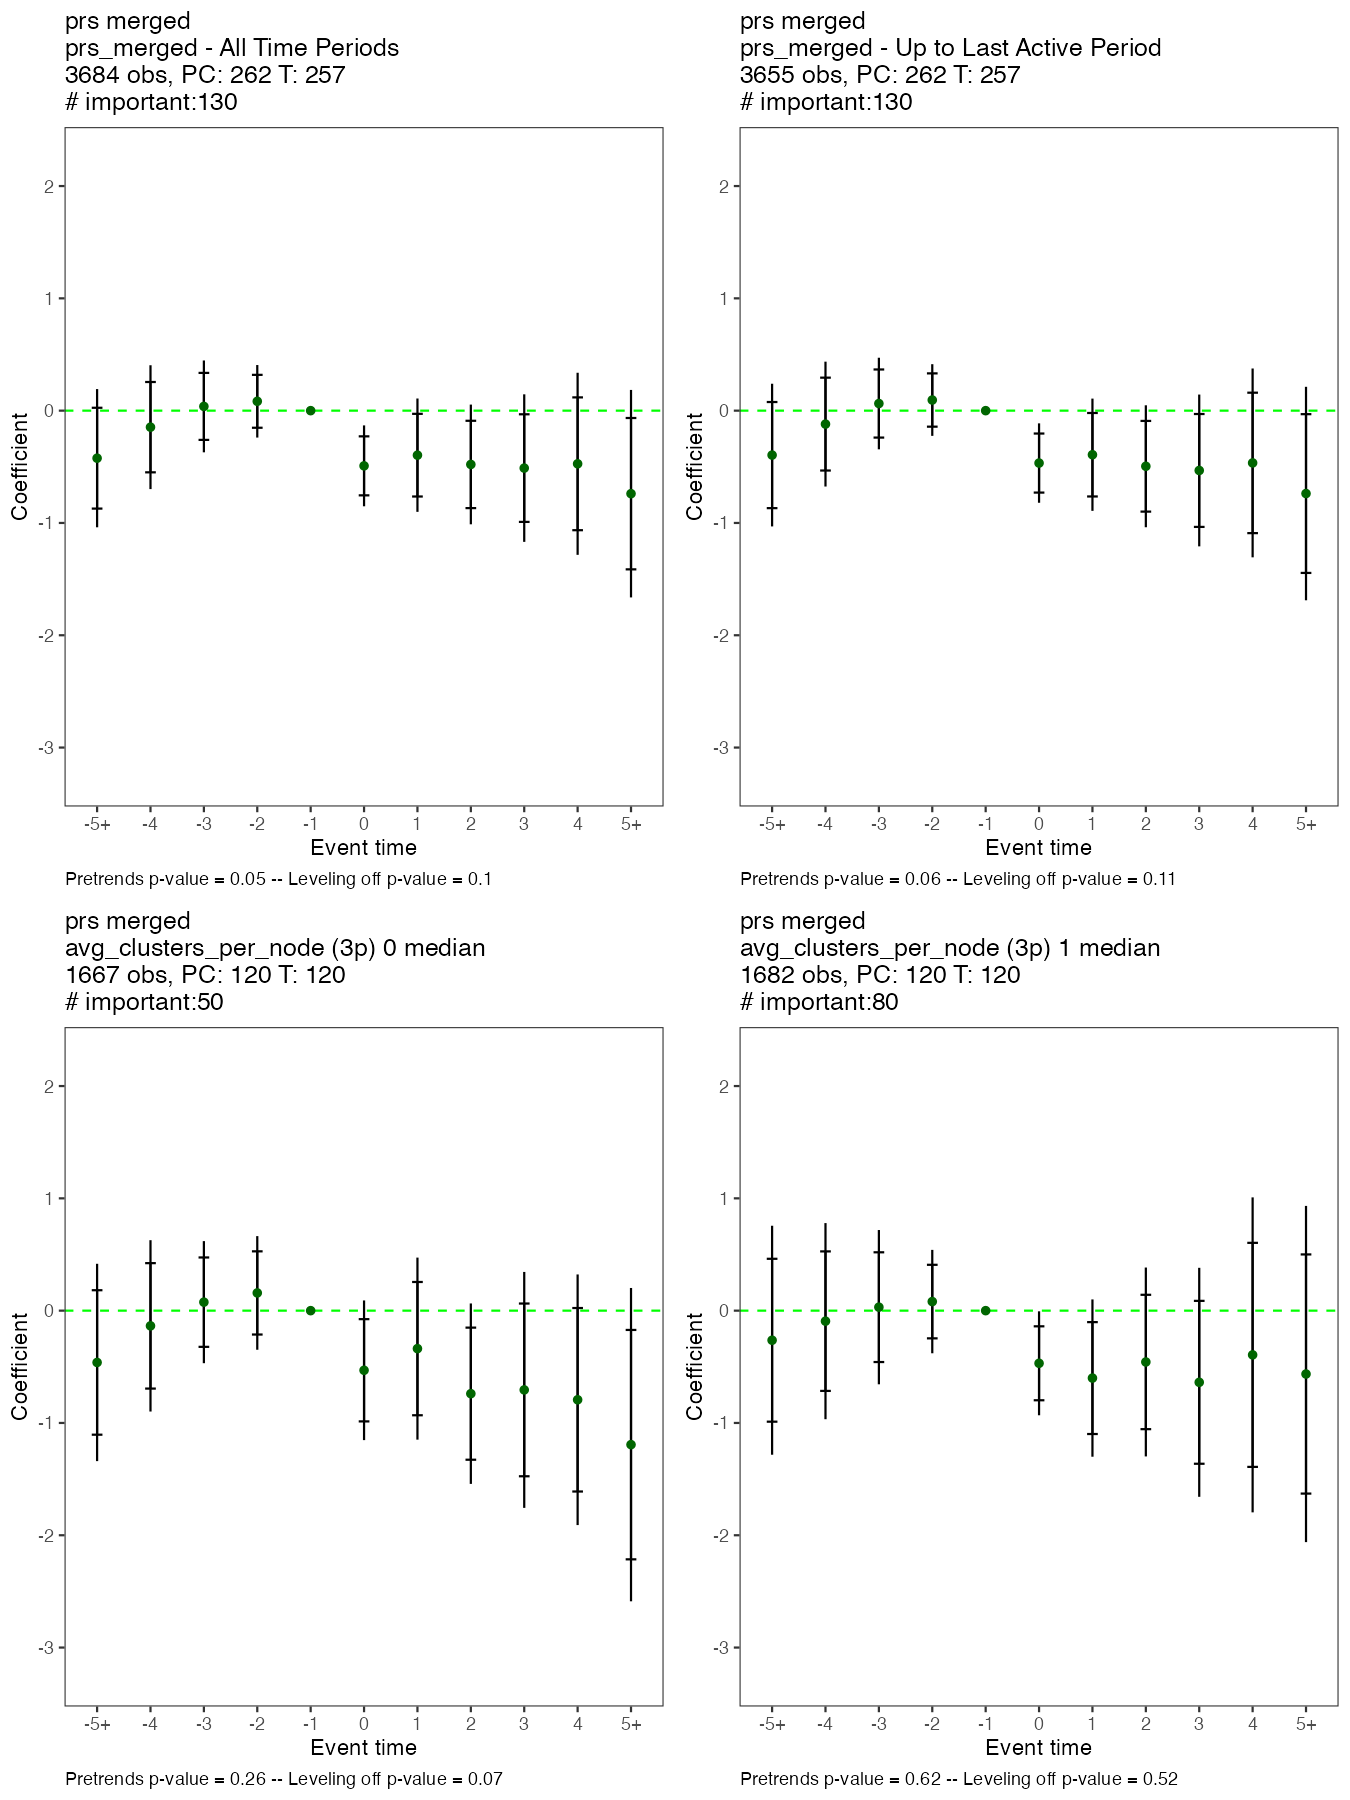 prs merged
prs_merged - All Time Periods
3684 obs, PC: 262 T: 257
# important:130
2
1
0
-1
-2
-3
Coefficient
-5+ -4 -3 -2 -1 0 1 2 3 4 5+
Event time
Pretrends p-value = 0.05 -- Leveling off p-value = 0.1
prs merged
prs_merged - Up to Last Active Period
3655 obs, PC: 262 T: 257
# important:130
2
1
0
-1
-2
-3
Coefficient
-5+ -4 -3 -2 -1 0 1 2 3 4 5+
Event time
Pretrends p-value = 0.06 -- Leveling off p-value = 0.11
prs merged
avg_clusters_per_node (3p) 0 median
1667 obs, PC: 120 T: 120
# important:50
2
1
0
-1
-2
-3
Coefficient
-5+ -4 -3 -2 -1 0 1 2 3 4 5+
Event time
Pretrends p-value = 0.26 -- Leveling off p-value = 0.07
prs merged
avg_clusters_per_node (3p) 1 median
1682 obs, PC: 120 T: 120
# important:80
2
1
0
-1
-2
-3
Coefficient
-5+ -4 -3 -2 -1 0 1 2 3 4 5+
Event time
Pretrends p-value = 0.62 -- Leveling off p-value = 0.52